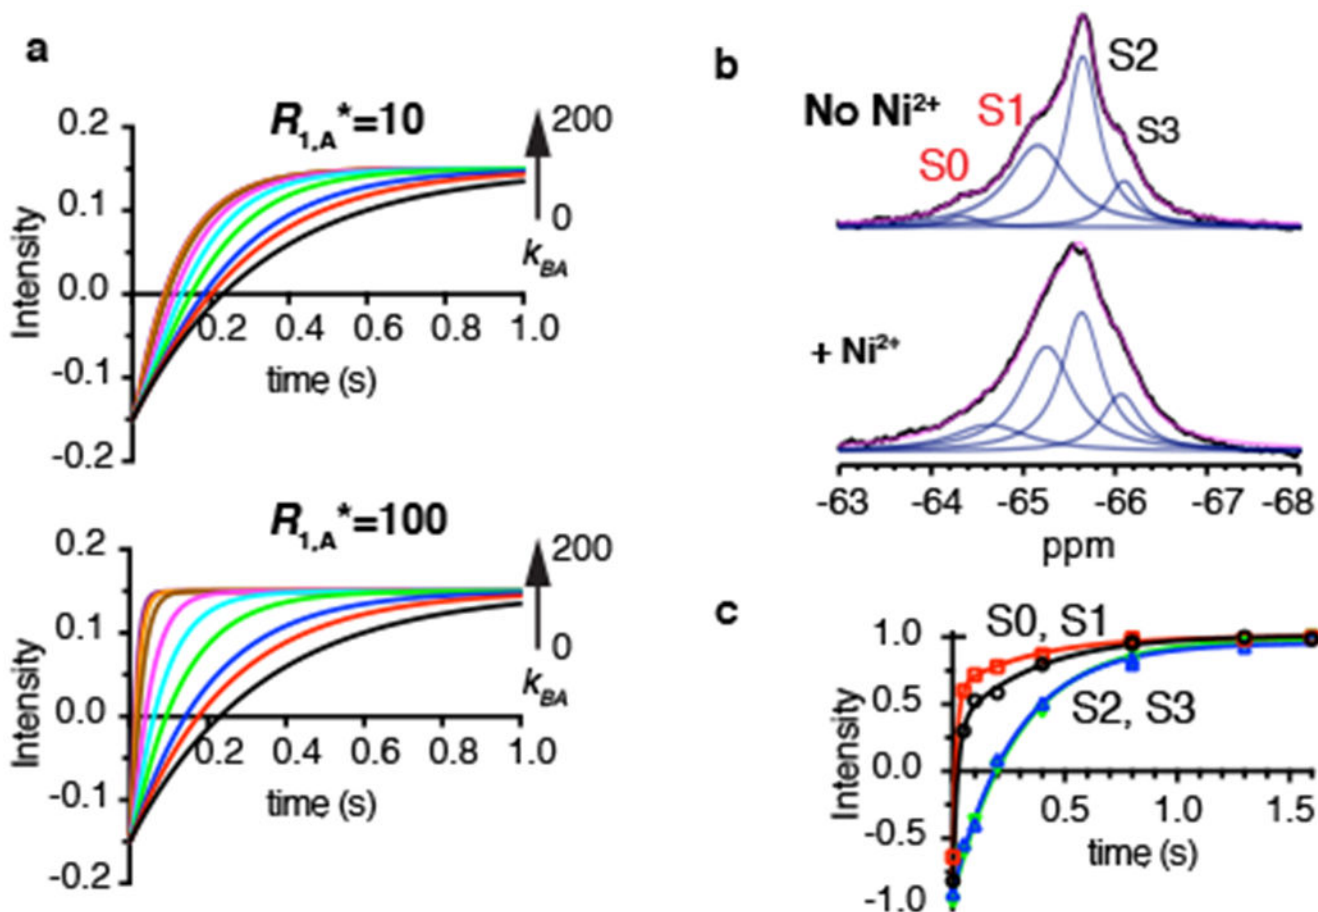 a
R1,A*=10
0.2
0.1
0.0
-0.1
-0.2
Intensity
0.2 0.4 0.6 0.8 1.0
time (s)
200
0
kBA
R1,A*=100
0.2
0.1
0.0
-0.1
-0.2
Intensity
0.2 0.4 0.6 0.8 1.0
time (s)
200
0
kBA
b
No Ni2+
S0
S1
S2
S3
+ Ni2+
-63 -64 -65 -66 -67 -68
ppm
c
1.0
0.5
0.0
-0.5
-1.0
Intensity
S0, S1
S2, S3
0.5 1.0 1.5
time (s)